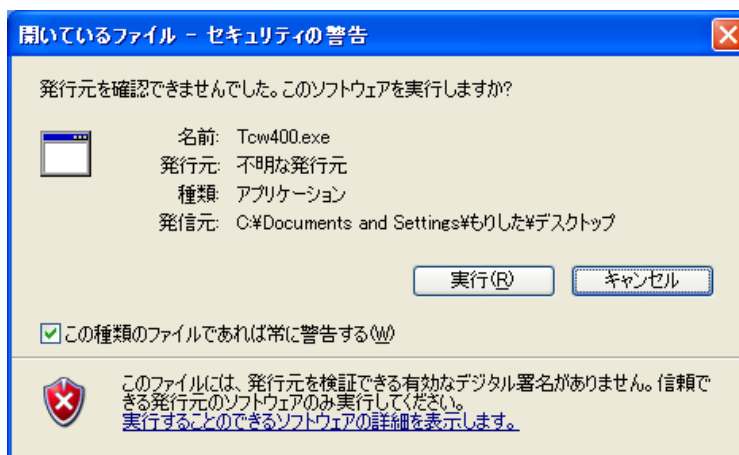 開いているファイル - セキュリティの警告
発行元を確認できませんでした。このソフトウェアを実行しますか?
名前: Tcw400.exe
発行元: 不明な発行元
種類: アプリケーション
発信元: C:¥Documents and Settings¥もりした¥デスクトップ
実行(R) キャンセル
この種類のファイルであれば常に警告する(W)
このファイルには、発行元を検証できる有効なデジタル署名がありません。信頼で
きる発行元のソフトウェアのみ実行してください。
実行することのできるソフトウェアの詳細を表示します。